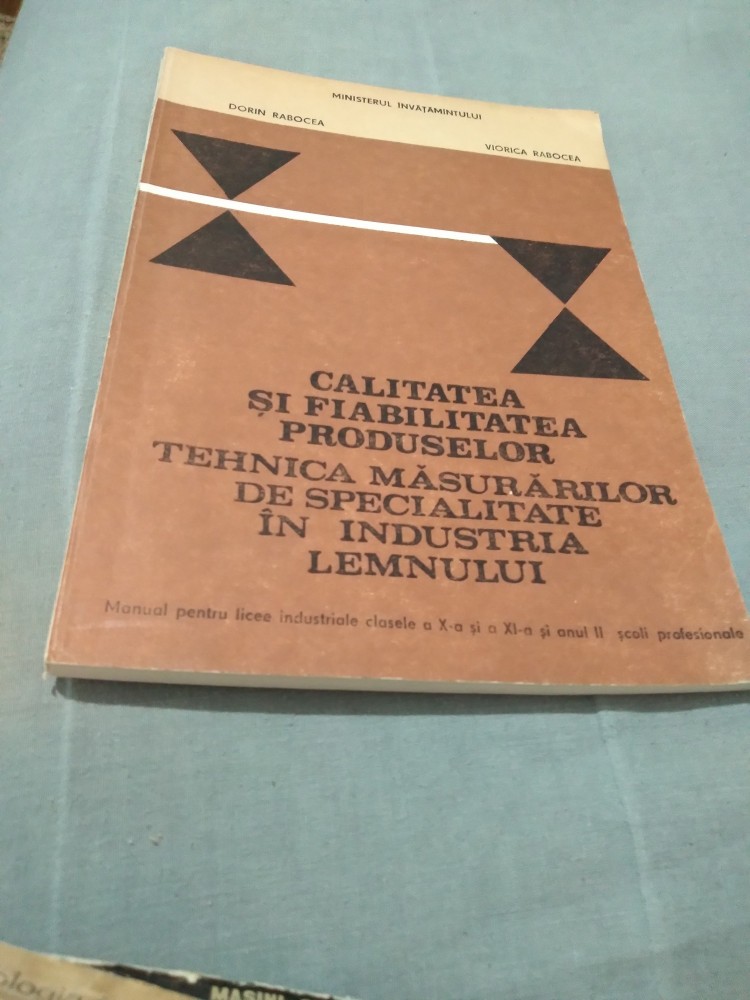 MINISTERUL INVĂȚAMINTULUI
DORIN RABOCEA
VIORICA RABOCEA
CALITATEA
ȘI FIABILITATEA
PRODUSELOR
TEHNICA MĂSURĂRILOR
DE SPECIALITATE
ÎN INDUSTRIA
LEMNULUI
Manual pentru licee industriale clasele a X-a și a XI-a și anul II școli profesionale
MAȘINI